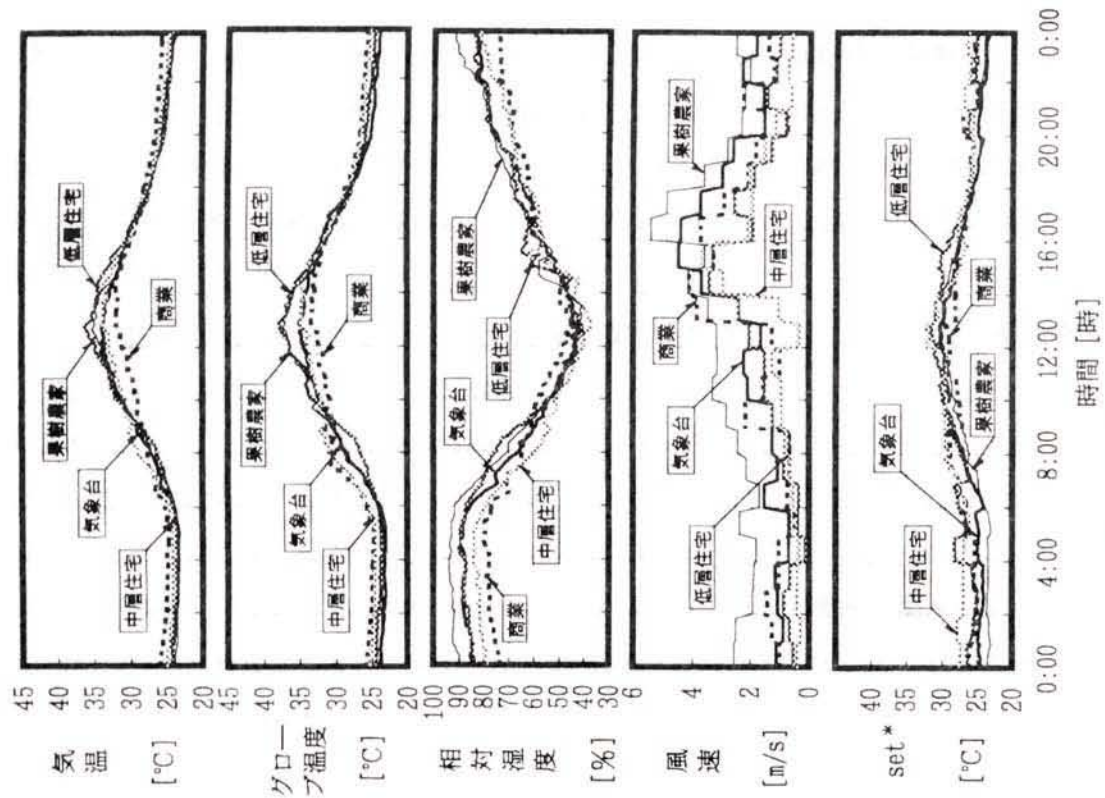 気温
[℃]
45
40
35
30
25
20
果樹農家
低層住宅
気象台
中層住宅
商業
グローブ温度
[℃]
45
40
35
30
25
20
果樹農家
低層住宅
気象台
中層住宅
商業
相対湿度
[%]
100
90
80
70
60
50
40
30
気象台
果樹農家
低層住宅
中層住宅
商業
風速
[m/s]
6
4
2
0
果樹農家
商業
気象台
中層住宅
低層住宅
set*
[℃]
40
35
30
25
20
中層住宅
気象台
低層住宅
商業
果樹農家
0:00 4:00 8:00 12:00 16:00 20:00 0:00
時間 [時]